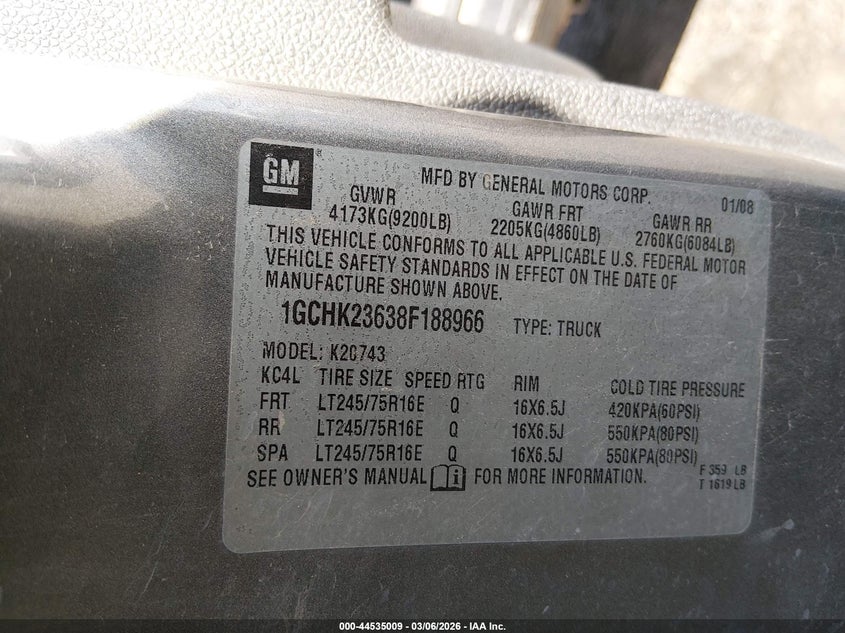 GM
MFD BY GENERAL MOTORS CORP. 01/08
GVWR GAWR FRT GAWR RR
4173KG(9200LB) 2205KG(4860LB) 2760KG(6084LB)
THIS VEHICLE CONFORMS TO ALL APPLICABLE U.S. FEDERAL MOTOR
VEHICLE SAFETY STANDARDS IN EFFECT ON THE DATE OF
MANUFACTURE SHOWN ABOVE.
1GCHK23638F188966 TYPE: TRUCK
MODEL: K20743
KC4L TIRE SIZE SPEED RTG RIM COLD TIRE PRESSURE
FRT LT245/75R16E Q 16X6.5J 420KPA(60PSI)
RR LT245/75R16E Q 16X6.5J 550KPA(80PSI)
SPA LT245/75R16E Q 16X6.5J 550KPA(80PSI)
SEE OWNER'S MANUAL i FOR MORE INFORMATION.
F 359 LB
T 1619 LB
000-44535009 — 03/06/2026 — IAA Inc.